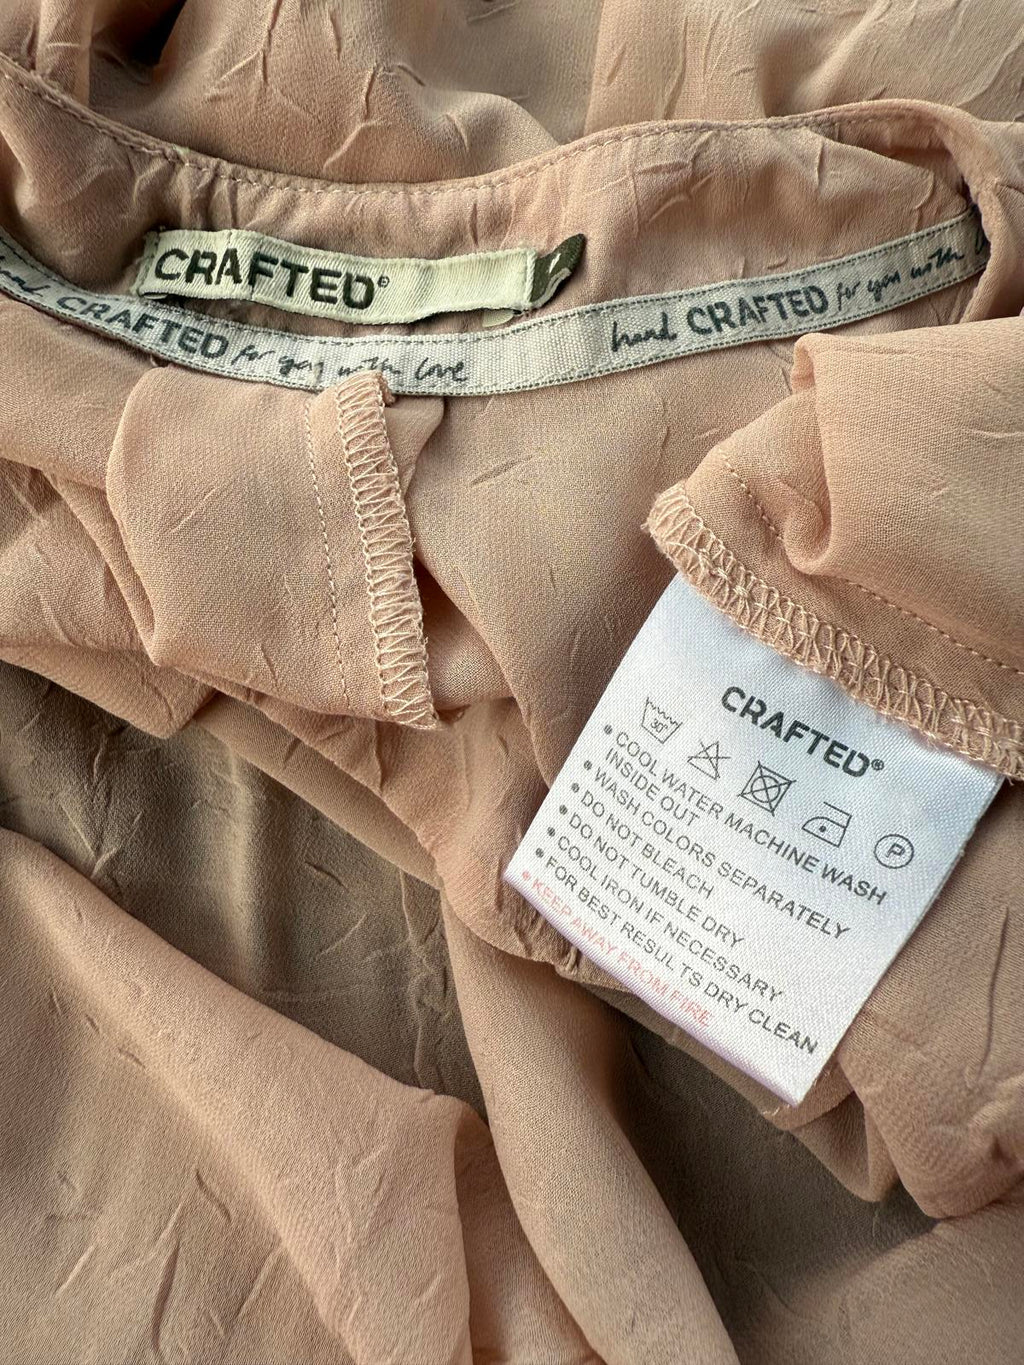 CRAFTED®
hand CRAFTED for you with love
hand CRAFTED for you with
CRAFTED®
30°
P
• COOL WATER MACHINE WASH
INSIDE OUT
• WASH COLORS SEPARATELY
• DO NOT BLEACH
• DO NOT TUMBLE DRY
• COOL IRON IF NECESSARY
• FOR BEST RESULTS DRY CLEAN
• KEEP AWAY FROM FIRE